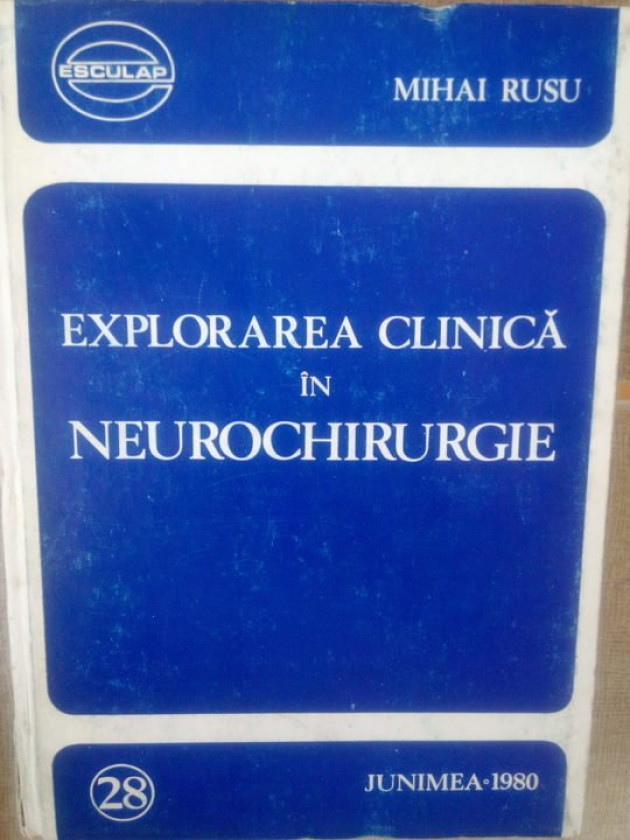 ESCULAP
MIHAI RUSU
EXPLORAREA CLINICĂ
ÎN
NEUROCHIRURGIE
28
JUNIMEA•1980